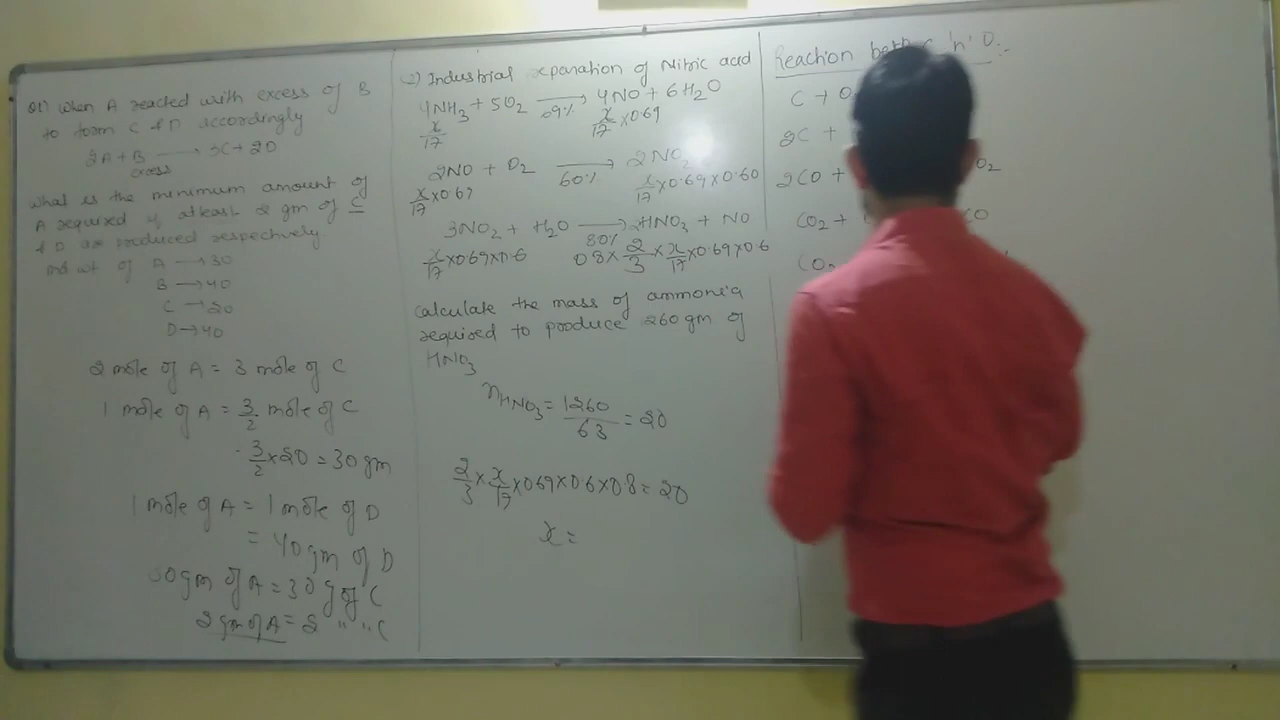 Q1) When A reacted with excess of B
to form C & D accordingly
2A + B → 3C + 2D
excess
What is the minimum amount of
A required if atleast 2 gm of C
& D are produced respectively
mol wt of A → 30
B → 40
C → 20
D → 40
2 mole of A = 3 mole of C
1 mole of A = 3/2 mole of C
3/2 × 20 = 30 gm
1 mole of A = 1 mole of D
= 40 gm of D
30 gm of A = 30 g of C
2 gm of A = 2 " " C
2) Industrial of Nitric acid
4NH3 + 5O2 → 4NO + 6H2O
x/17 x/17 × 0.69
2NO + O2 → 2NO2
60%
x/17 × 0.69 x/17 × 0.69 × 0.60
3NO2 + H2O → 2HNO3 + NO
80%
x/17 × 0.69 × 0.6 0.8 × 2/3 × x/17 × 0.69 × 0.6
Calculate the mass of ammonia
required to produce 260 gm of
HNO3
nHNO3 = 1260/63 = 20
2/3 × x/17 × 0.69 × 0.6 × 0.8 = 20
x =
Reaction C 'n' O:-
C + O
2C +
2CO + O2
CO2 + CO
CO2